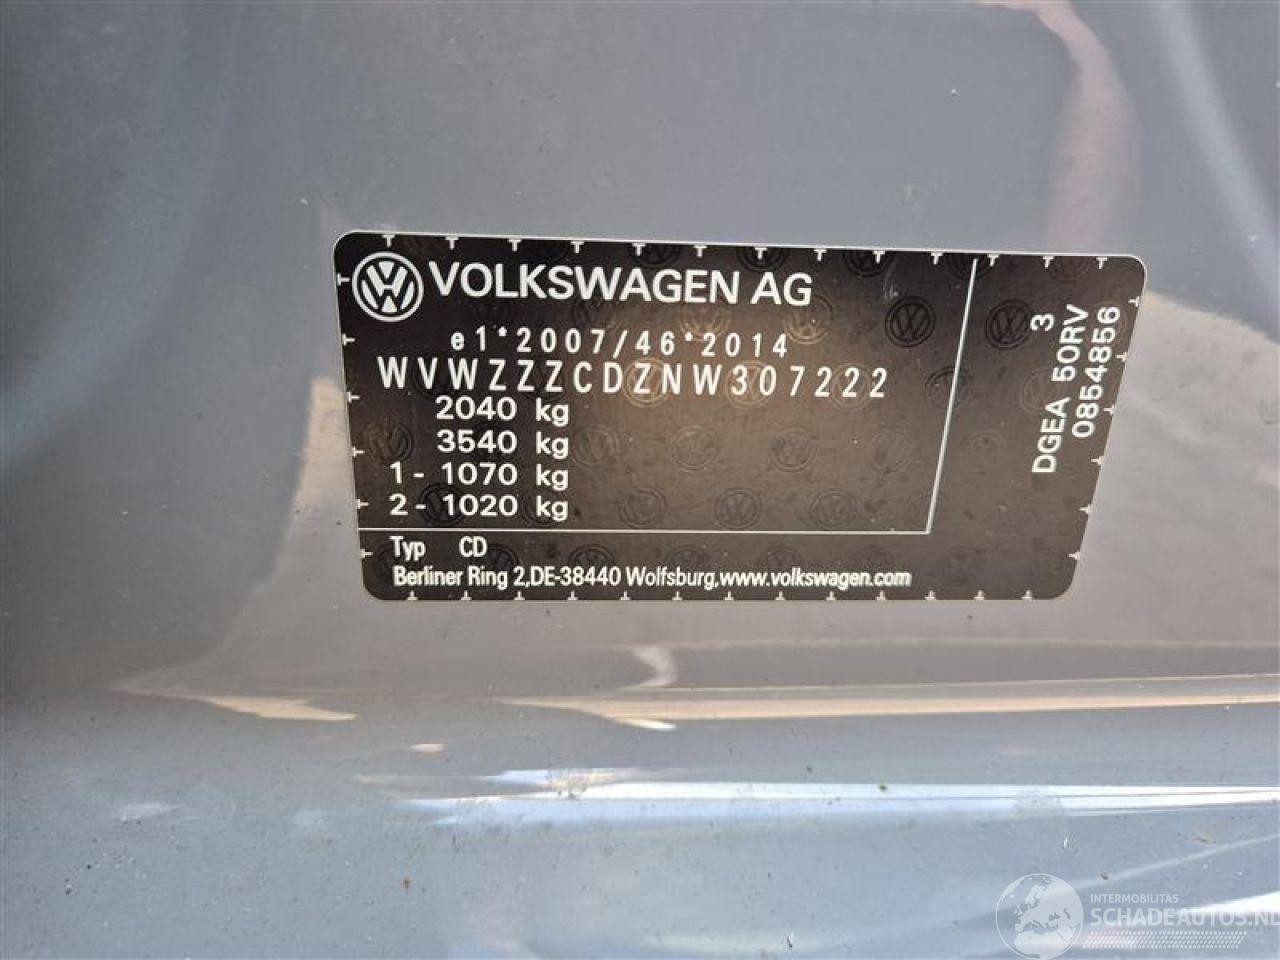 VOLKSWAGEN AG
e1*2007/46*2014
WVWZZZCDZNW307222
2040 kg
3540 kg
1 - 1070 kg
2 - 1020 kg
Typ CD
Berliner Ring 2,DE-38440 Wolfsburg,www.volkswagen.com
3
DGEA 50RV
0854856
INTERMOBILITAS
SCHADEAUTOS.NL